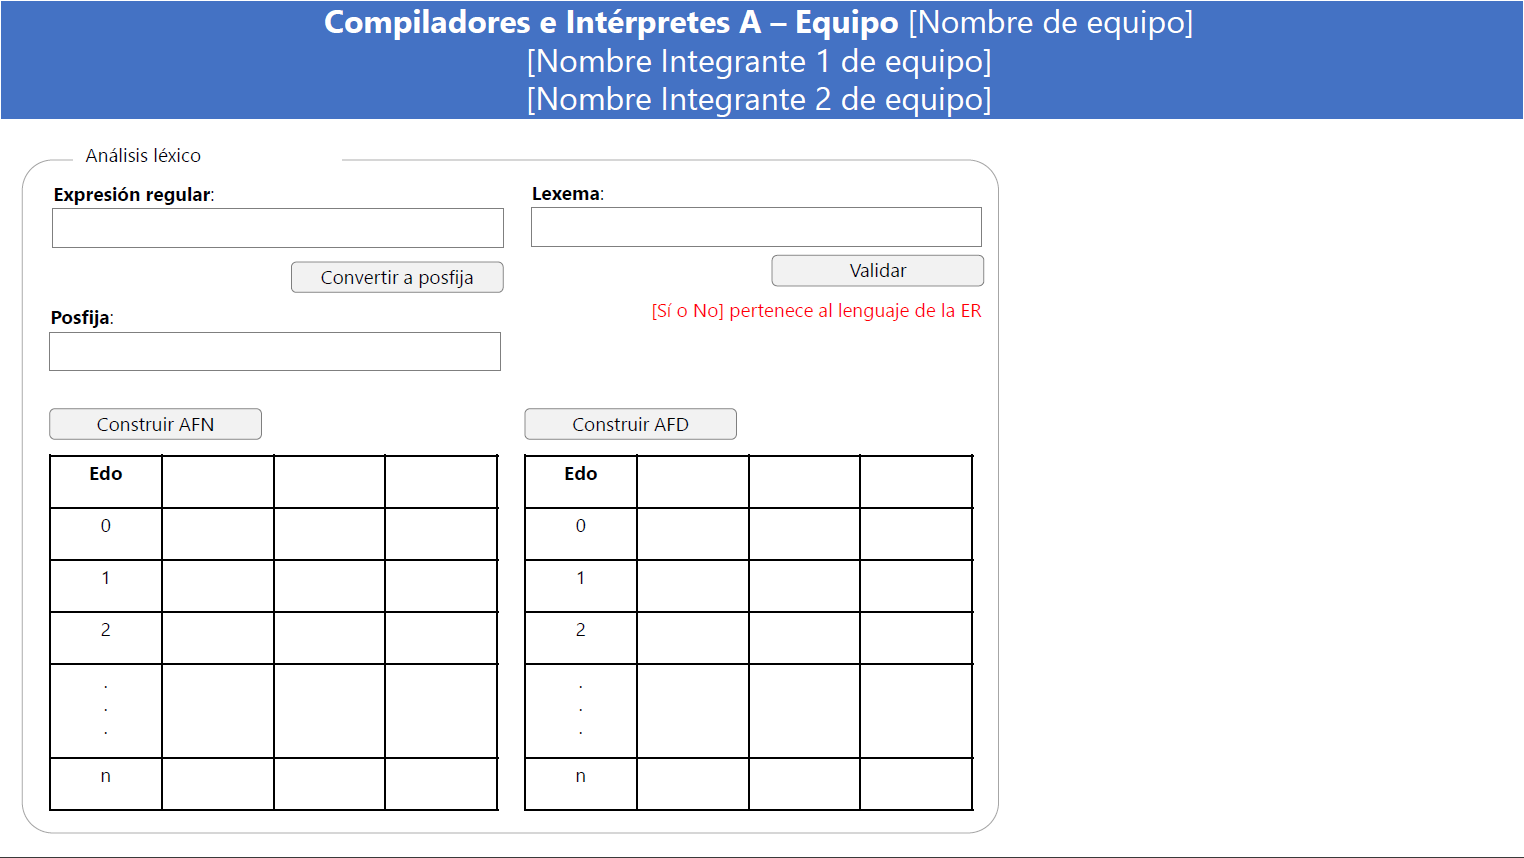 Compiladores e Intérpretes A – Equipo [Nombre de equipo]
[Nombre Integrante 1 de equipo]
[Nombre Integrante 2 de equipo]
Análisis léxico
Expresión regular:
Lexema:
Convertir a posfija
Validar
[Sí o No] pertenece al lenguaje de la ER
Posfija:
Construir AFN
Construir AFD
Edo
0
1
2
.
.
.
n
Edo
0
1
2
.
.
.
n